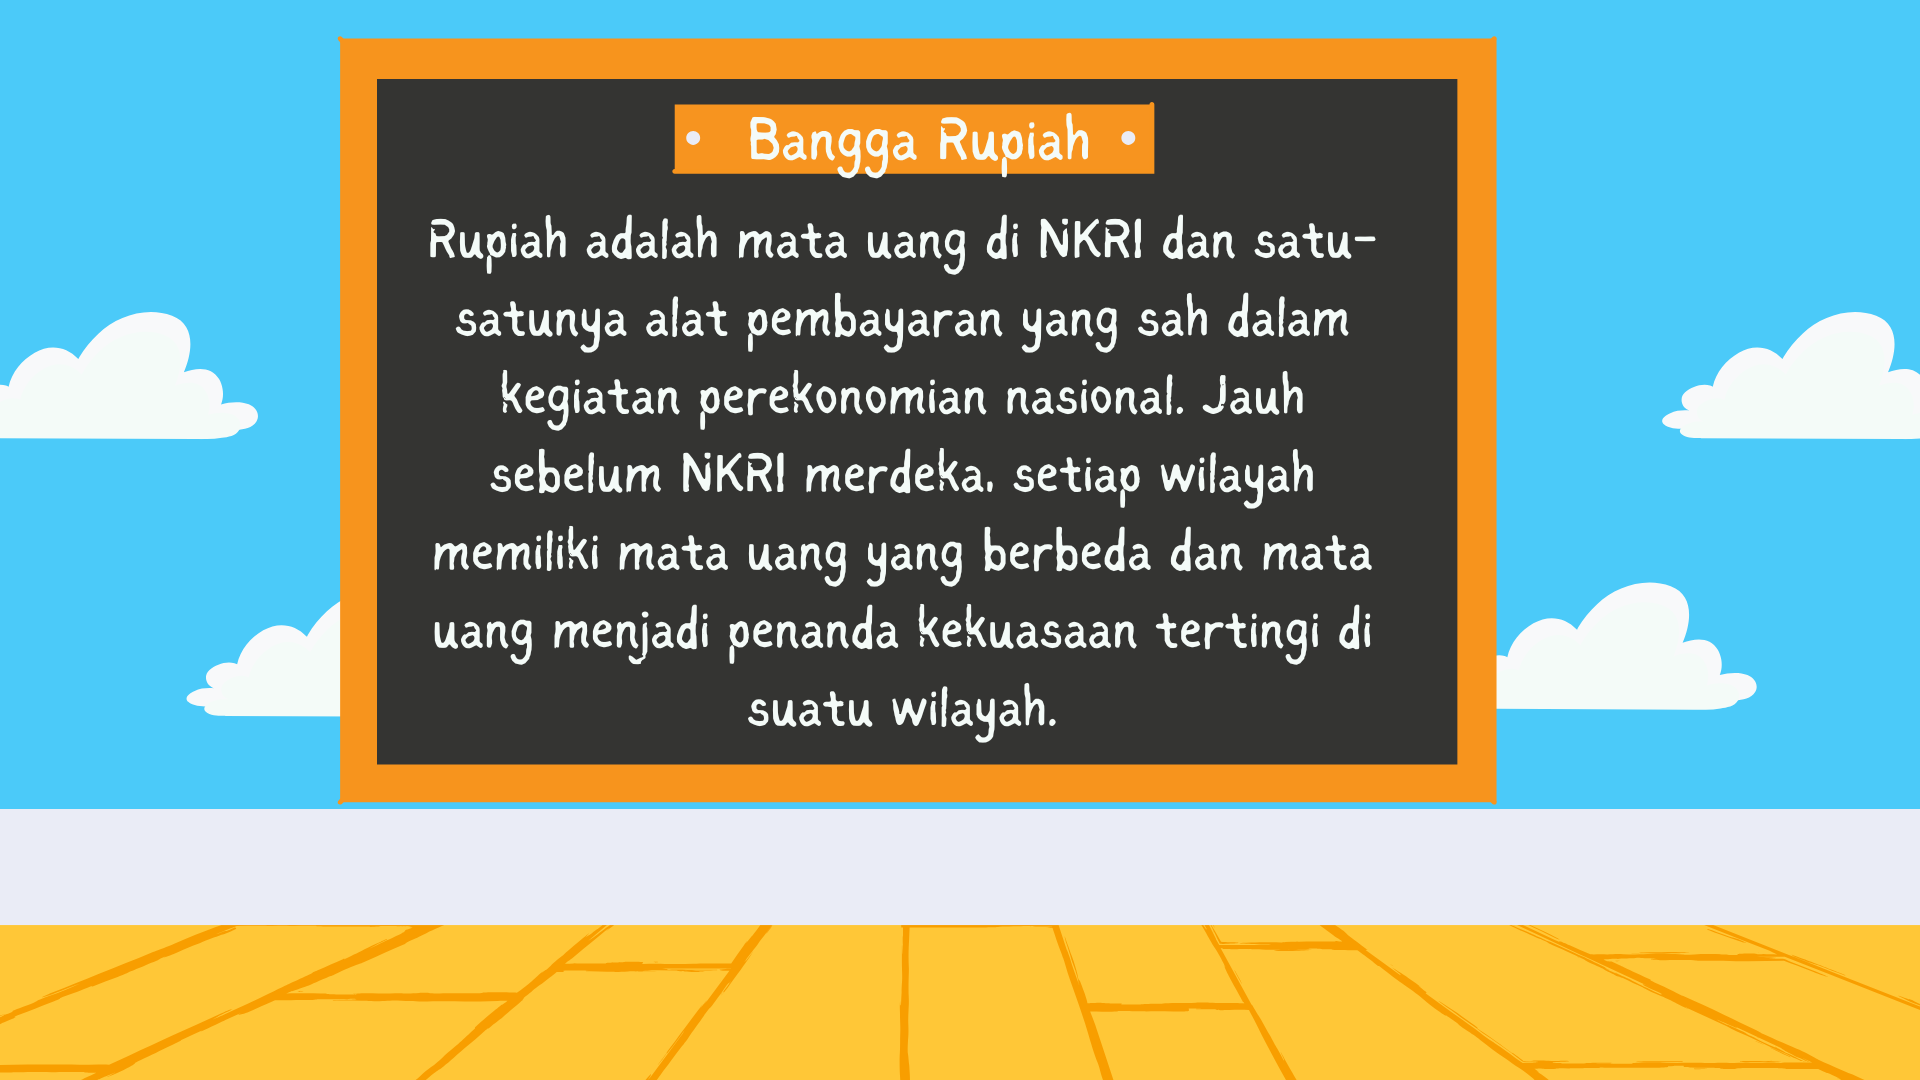 • Bangga Rupiah •
Rupiah adalah mata uang di NKRI dan satu-
satunya alat pembayaran yang sah dalam
kegiatan perekonomian nasional. Jauh
sebelum NKRI merdeka, setiap wilayah
memiliki mata uang yang berbeda dan mata
uang menjadi penanda kekuasaan tertingi di
suatu wilayah.